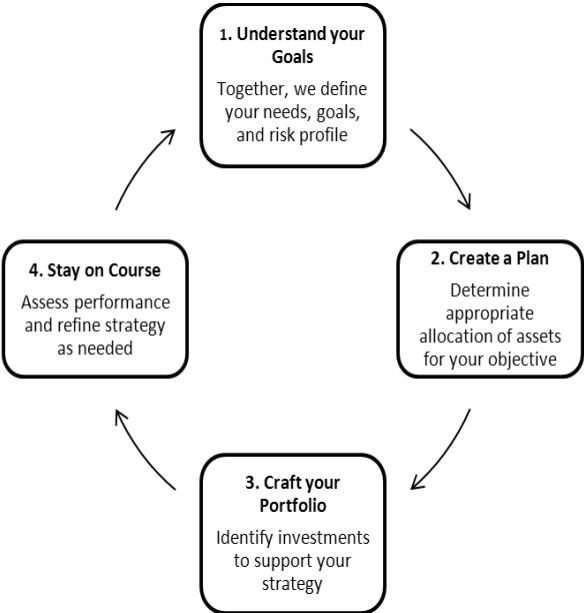 1. Understand your
Goals
Together, we define
your needs, goals,
and risk profile
2. Create a Plan
Determine
appropriate
allocation of assets
for your objective
3. Craft your
Portfolio
Identify investments
to support your
strategy
4. Stay on Course
Assess performance
and refine strategy
as needed